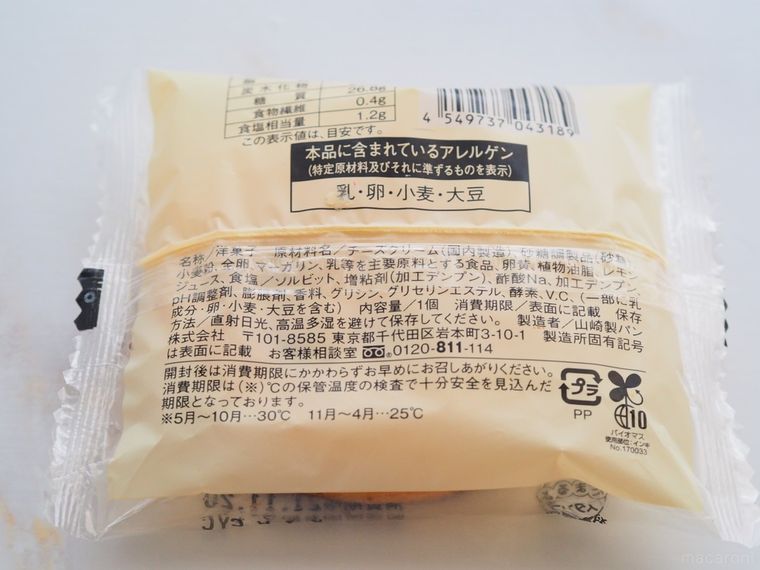 炭水化物 26.8g
糖質
食物繊維 0.4g
食塩相当量 1.2g
この表示値は、目安です。
4 549737 043189
本品に含まれているアレルゲン
(特定原材料及びそれに準ずるものを表示)
乳・卵・小麦・大豆
名称/洋菓子 原材料名/チーズクリーム(国内製造)、砂糖調製品(砂糖、
小麦粉、全卵、マーガリン、乳等を主要原料とする食品、卵黄、植物油脂、レモン
ジュース、食塩/ソルビット、増粘剤(加工デンプン)、酢酸Na、加工デンプン、
pH調整剤、膨脹剤、香料、グリシン、グリセリンエステル、酵素、V.C、(一部に乳
成分・卵・小麦・大豆を含む) 内容量/1個 消費期限/表面に記載 保存
方法/直射日光、高温多湿を避けて保存してください。 製造者/山崎製パン
株式会社 〒101-8585 東京都千代田区岩本町3-10-1 製造所固有記号
は表面に記載 お客様相談室 0120-811-114
開封後は消費期限にかかわらずお早めにお召しあがりください。
消費期限は(※)℃の保管温度の検査で十分安全を見込んだ
期限となっております。
※5月〜10月…30℃ 11月〜4月…25℃
プラ
PP
10
バイオマス
使用部位:インキ
No.170033
macaroni